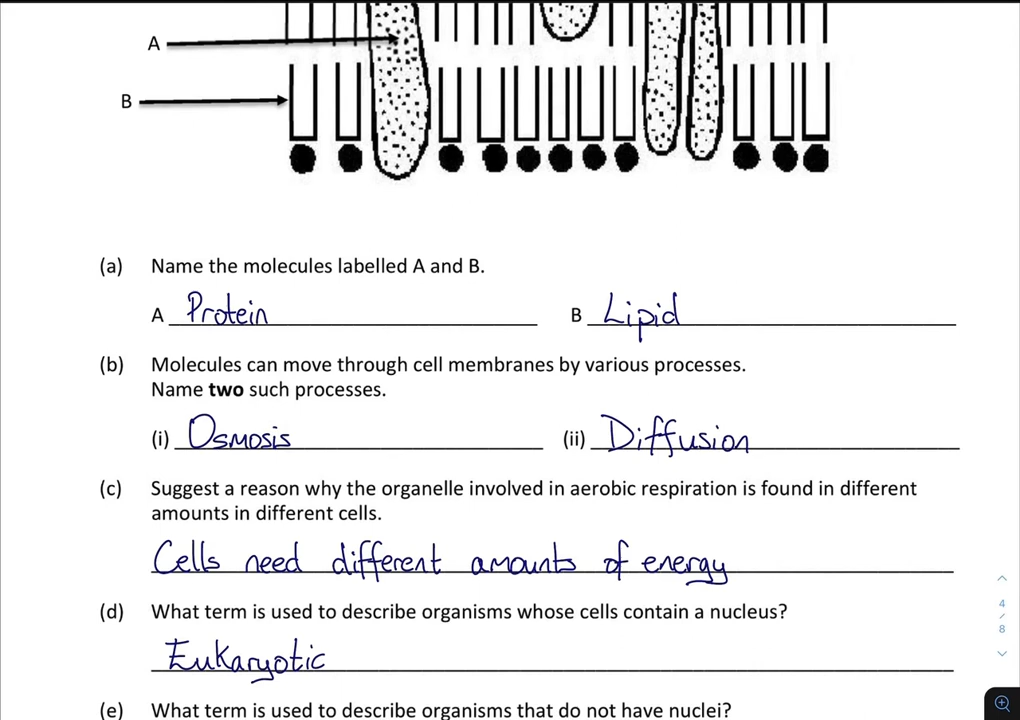 A
B
(a) Name the molecules labelled A and B.
A Protein B Lipid
(b) Molecules can move through cell membranes by various processes.
Name two such processes.
(i) Osmosis (ii) Diffusion
(c) Suggest a reason why the organelle involved in aerobic respiration is found in different
amounts in different cells.
Cells need different amounts of energy
(d) What term is used to describe organisms whose cells contain a nucleus?
Eukaryotic
(e) What term is used to describe organisms that do not have nuclei?
4
/
8